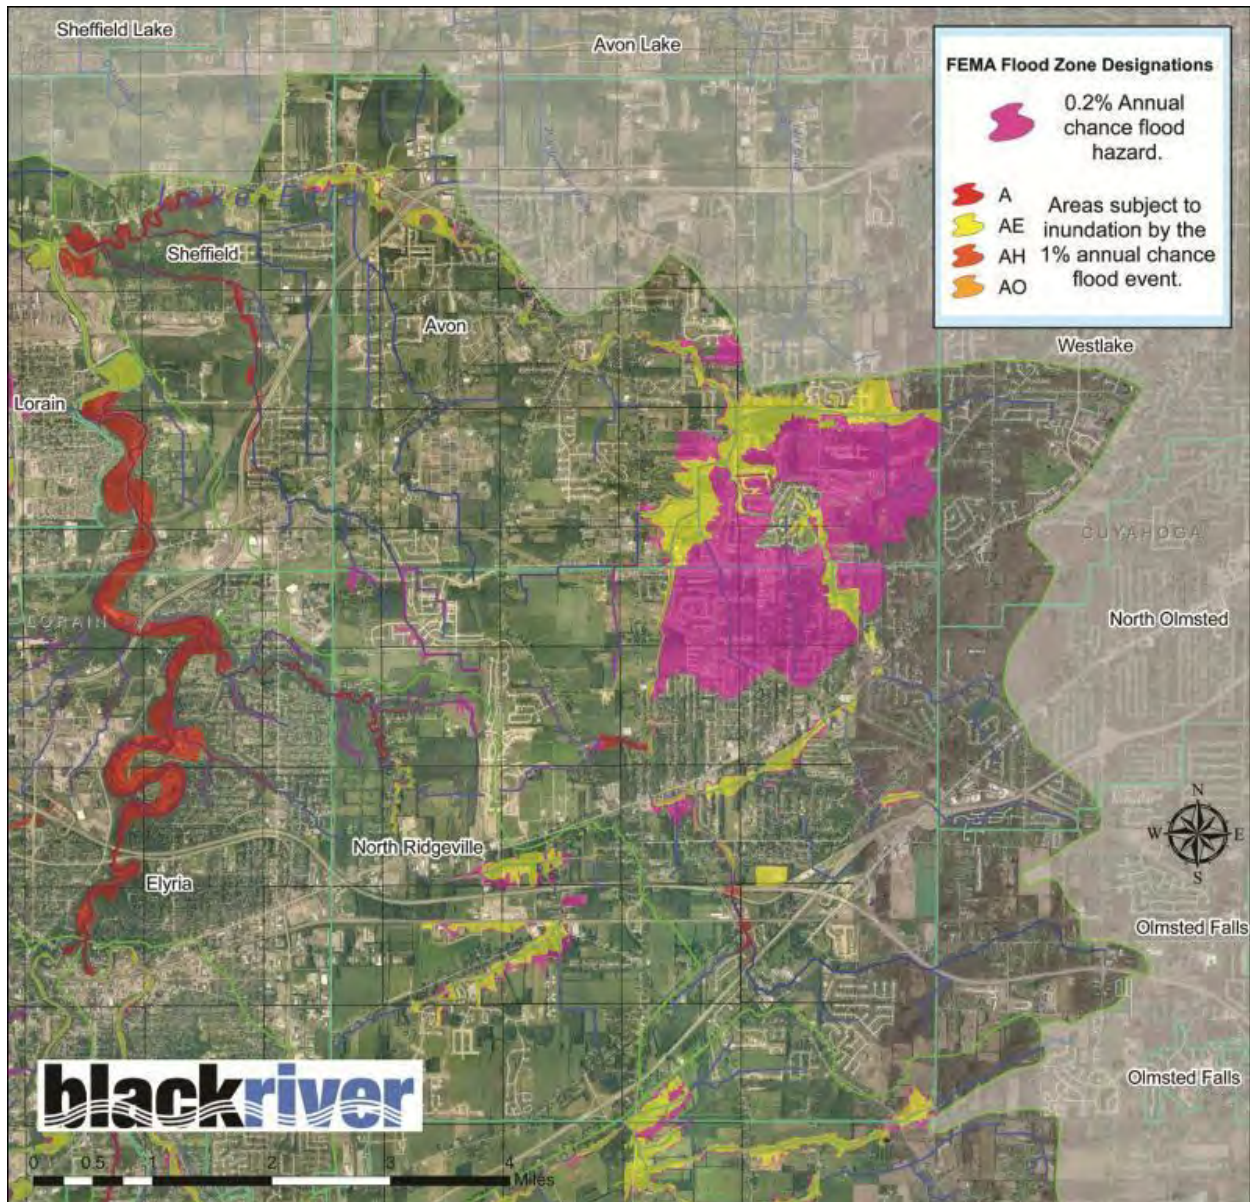 Sheffield Lake
Avon Lake
FEMA Flood Zone Designations
0.2% Annual
chance flood
hazard.
A
AE
AH
AO
Areas subject to
inundation by the
1% annual chance
flood event.
Lake Erie
Sheffield
Avon
Westlake
Lorain
CUYAHOGA
LORAIN
North Olmsted
N
W
E
S
North Ridgeville
Elyria
Olmsted Falls
Olmsted Falls
blackriver
0 0.5 1 2 3 4
Miles